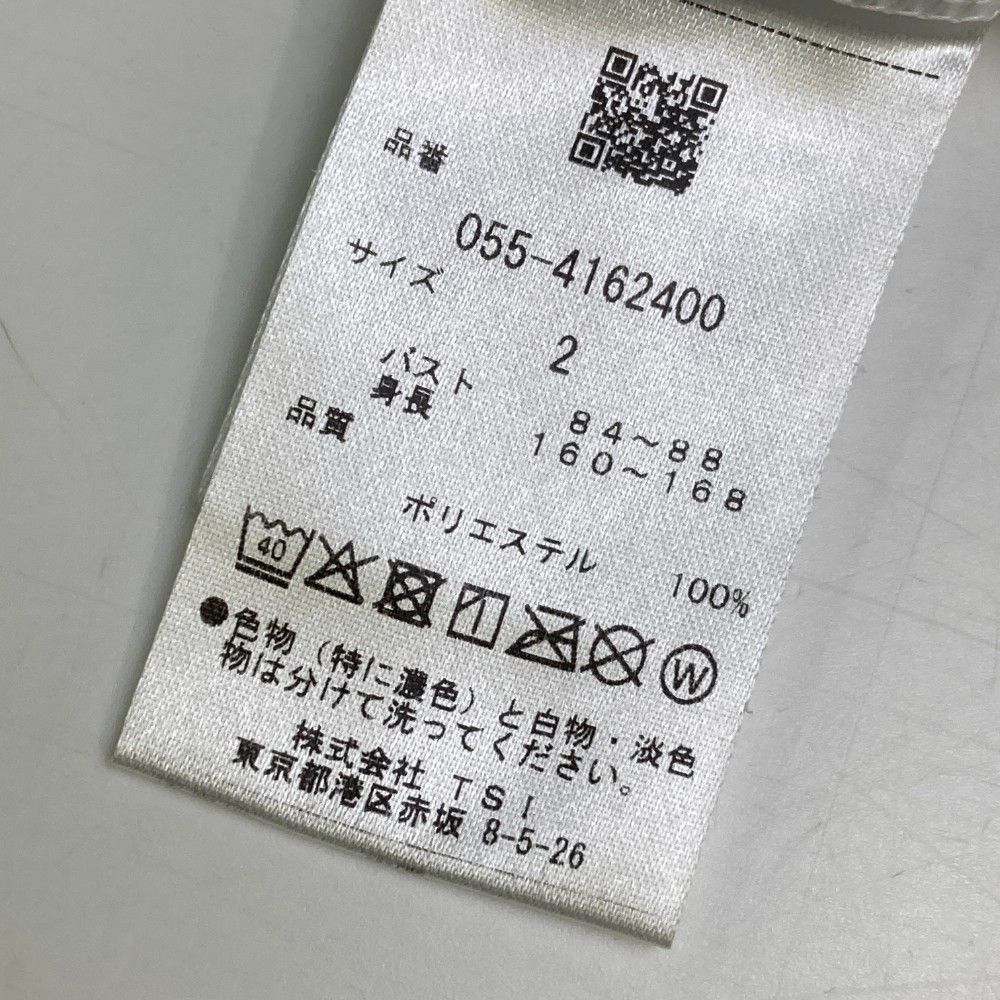 品番
055-4162400
サイズ
2
バスト 84～88
身長 160～168
品質
ポリエステル 100%
40
W
●色物（特に濃色）と白物・淡色
物は分けて洗ってください。
株式会社 TSI
東京都港区赤坂 8-5-26